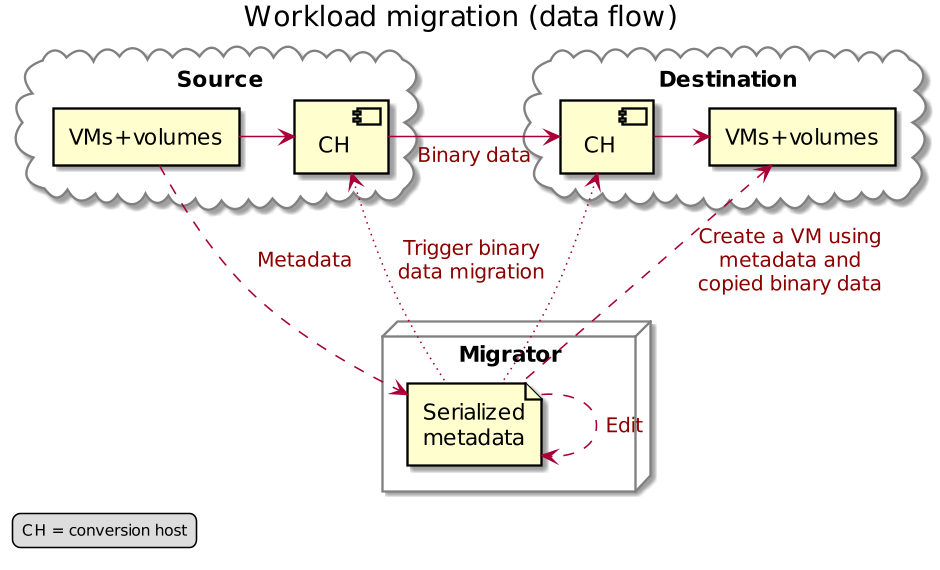 Workload migration (data flow)
Source
Destination
VMs+volumes
CH
Binary data
CH
VMs+volumes
Metadata
Trigger binary
data migration
Create a VM using
metadata and
copied binary data
Migrator
Serialized
metadata
Edit
CH = conversion host